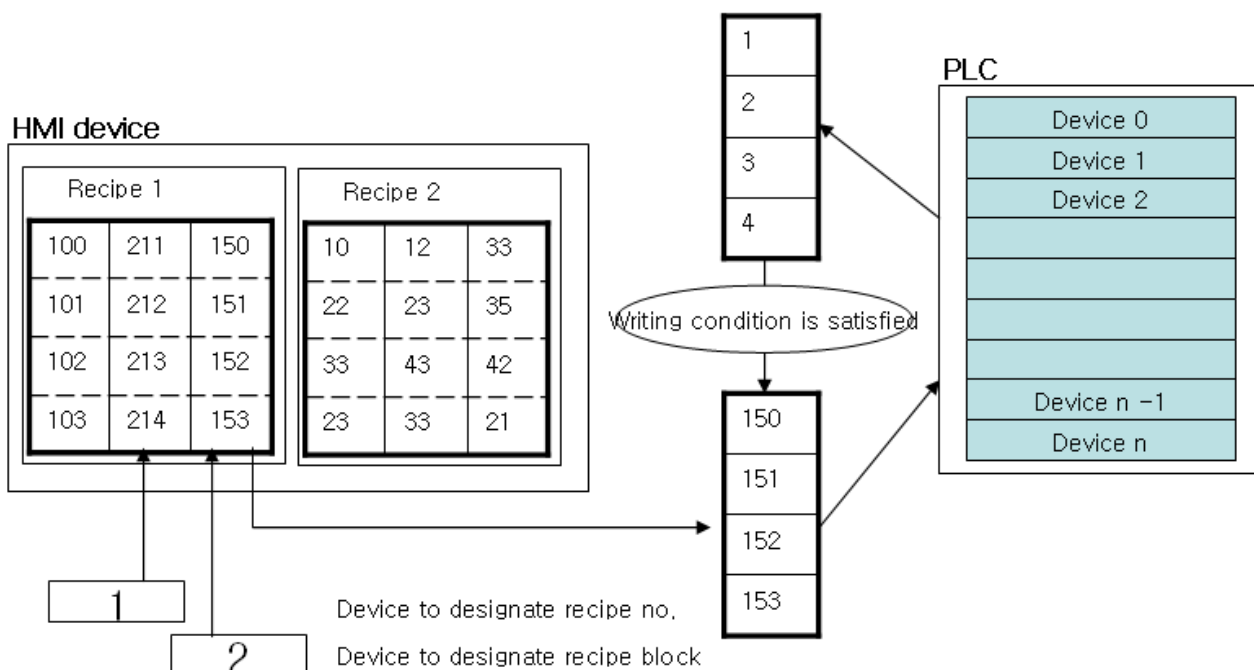 HMI device
Recipe 1
100 211 150
101 212 151
102 213 152
103 214 153
Recipe 2
10 12 33
22 23 35
33 43 42
23 33 21
1
2
3
4
Writing condition is satisfied
150
151
152
153
PLC
Device 0
Device 1
Device 2
Device n -1
Device n
1
Device to designate recipe no,
2
Device to designate recipe block